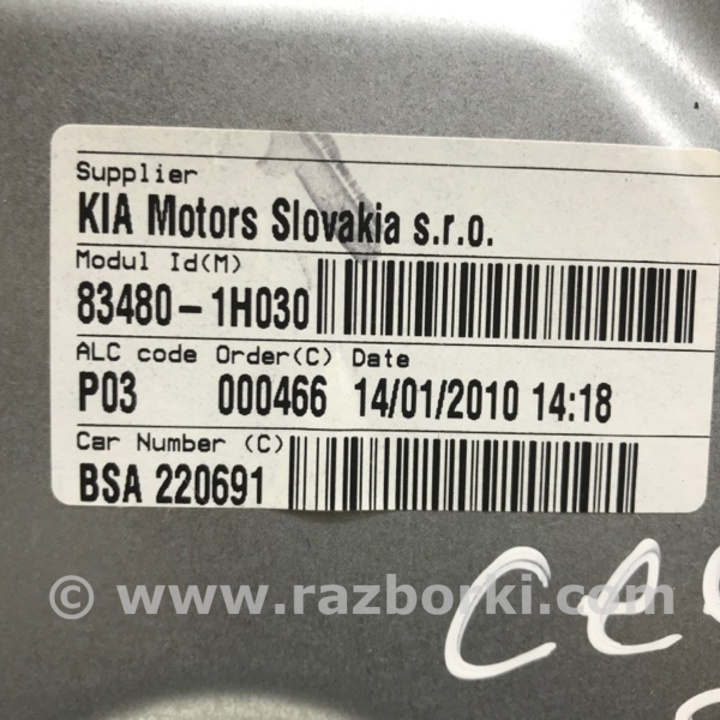 Supplier
KIA Motors Slovakia s.r.o.
Modul Id(M)
83480-1H030
ALC code Order(C) Date
P03 000466 14/01/2010 14:18
Car Number (C)
BSA 220691
© www.razborki.com